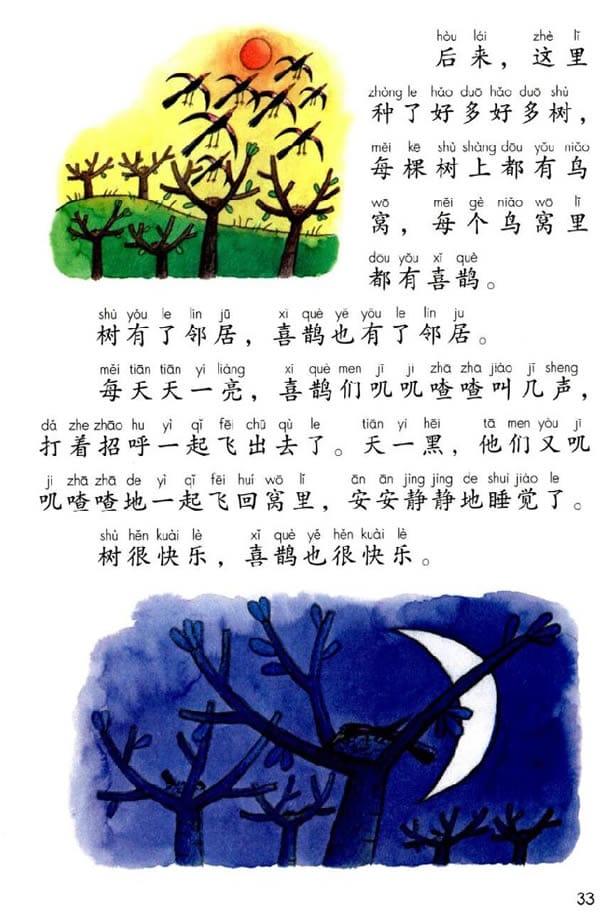 hòu lái zhè lǐ
后来，这里
zhòng le hǎo duō hǎo duō shù
种了好多好多树，
měi kē shù shàng dōu yǒu niǎo
每棵树上都有鸟
wō měi gè niǎo wō lǐ
窝，每个鸟窝里
dōu yǒu xǐ què
都有喜鹊。
shù yǒu le lín jū xǐ què yě yǒu le lín ju
树有了邻居，喜鹊也有了邻居。
měi tiān tiān yí liàng xǐ què men jī jī zhā zha jiào jǐ sheng
每天天一亮，喜鹊们叽叽喳喳叫几声，
dǎ zhe zhāo hu yì qǐ fēi chū qù le tiān yì hēi tā men yòu jī
打着招呼一起飞出去了。天一黑，他们又叽
ji zhā zhā de yì qǐ fēi huí wō lǐ ān ān jìng jìng de shuì jiào le
叽喳喳地一起飞回窝里，安安静静地睡觉了。
shù hěn kuài lè xǐ què yě hěn kuài lè
树很快乐，喜鹊也很快乐。
33